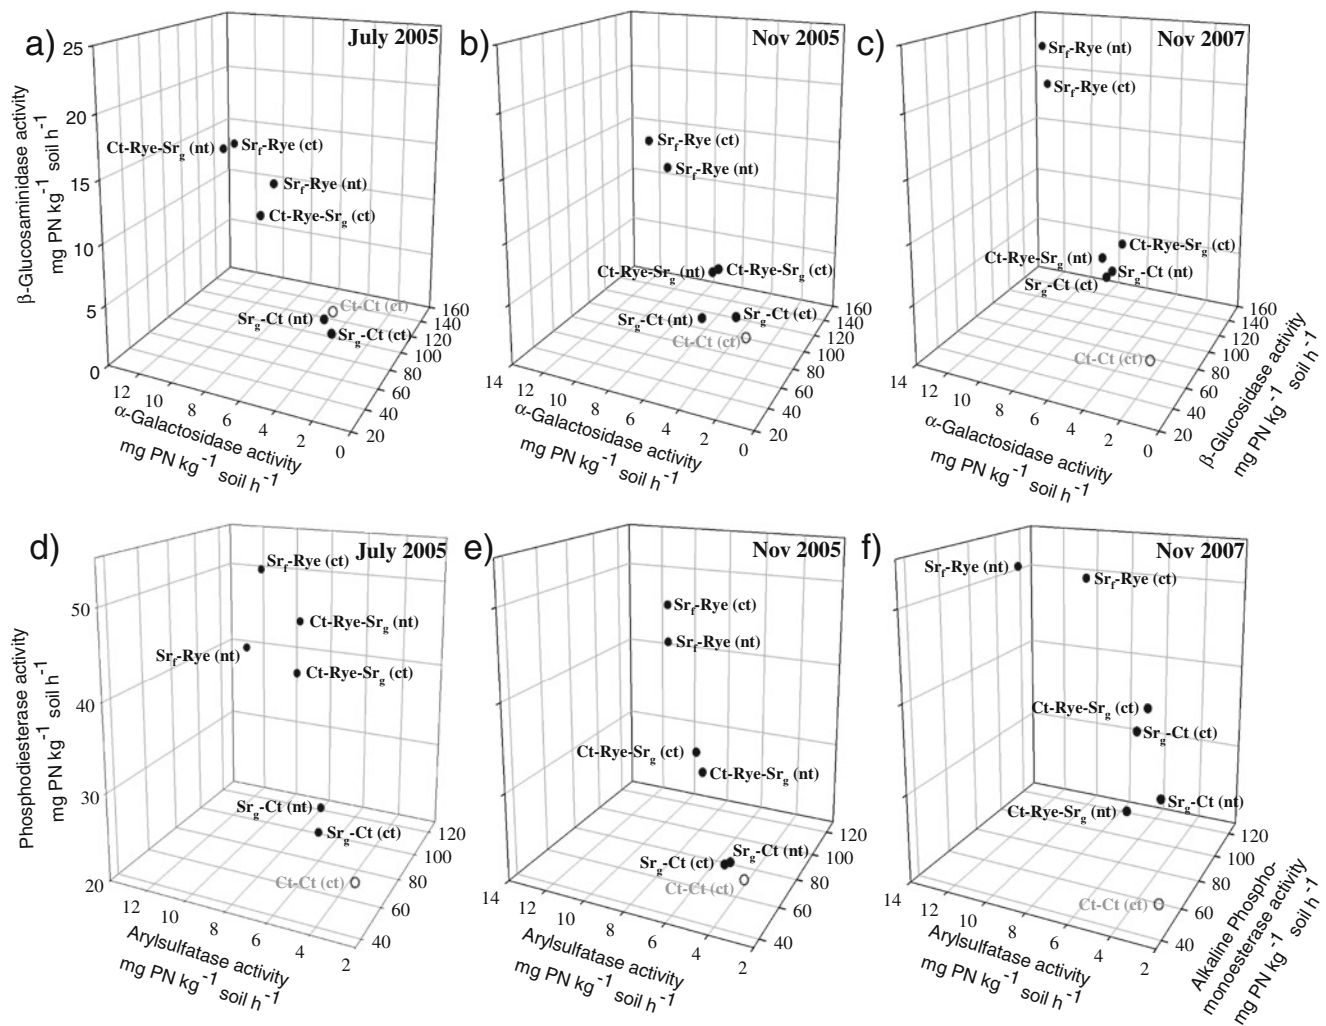 a)
July 2005
b)
Nov 2005
c)
Nov 2007
β-Glucosaminidase activity
mg PN kg-1 soil h-1
25
20
15
10
5
0
Ct-Rye-Srg (nt)
Srf-Rye (ct)
Srf-Rye (nt)
Ct-Rye-Srg (ct)
Ct-Ct (ct)
Srg-Ct (nt)
Srg-Ct (ct)
12
10
8
6
4
2
0
160
140
120
100
80
60
40
20
α-Galactosidase activity
mg PN kg-1 soil h-1
Srf-Rye (ct)
Srf-Rye (nt)
Ct-Rye-Srg (nt)
Ct-Rye-Srg (ct)
Srg-Ct (nt)
Srg-Ct (ct)
Ct-Ct (ct)
14
12
10
8
6
4
2
0
160
140
120
100
80
60
40
20
α-Galactosidase activity
mg PN kg-1 soil h-1
Srf-Rye (nt)
Srf-Rye (ct)
Ct-Rye-Srg (ct)
Ct-Rye-Srg (nt)
Srg-Ct (nt)
Srg-Ct (ct)
Ct-Ct (ct)
14
12
10
8
6
4
2
0
160
140
120
100
80
60
40
20
α-Galactosidase activity
mg PN kg-1 soil h-1
β-Glucosidase activity
mg PN kg-1 soil h-1
d)
July 2005
e)
Nov 2005
f)
Nov 2007
Phosphodiesterase activity
mg PN kg-1 soil h-1
50
40
30
20
Srf-Rye (ct)
Ct-Rye-Srg (nt)
Srf-Rye (nt)
Ct-Rye-Srg (ct)
Srg-Ct (nt)
Srg-Ct (ct)
Ct-Ct (ct)
12
10
8
6
4
2
120
100
80
60
40
Arylsulfatase activity
mg PN kg-1 soil h-1
Srf-Rye (ct)
Srf-Rye (nt)
Ct-Rye-Srg (ct)
Ct-Rye-Srg (nt)
Srg-Ct (nt)
Srg-Ct (ct)
Ct-Ct (ct)
14
12
10
8
6
4
2
120
100
80
60
40
Arylsulfatase activity
mg PN kg-1 soil h-1
Srf-Rye (nt)
Srf-Rye (ct)
Ct-Rye-Srg (ct)
Srg-Ct (ct)
Srg-Ct (nt)
Ct-Rye-Srg (nt)
Ct-Ct (ct)
14
12
10
8
6
4
2
120
100
80
60
40
Arylsulfatase activity
mg PN kg-1 soil h-1
Alkaline Phospho-
monoesterase activity
mg PN kg-1 soil h-1